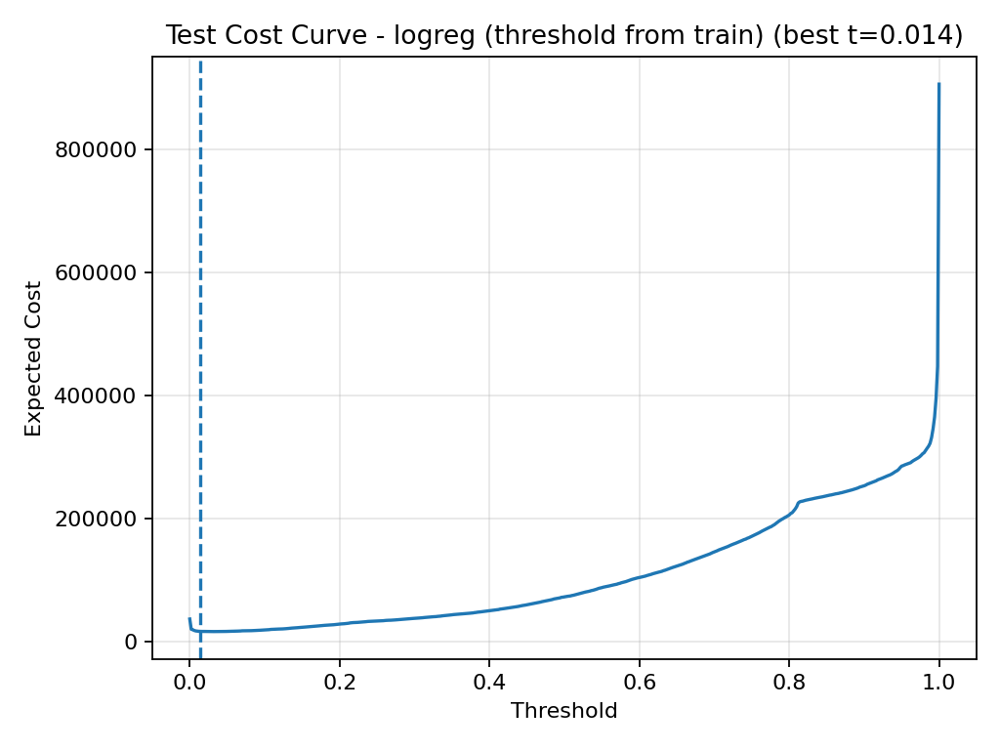 Test Cost Curve - logreg (threshold from train) (best t=0.014)
Expected Cost
800000
600000
400000
200000
0
0.0 0.2 0.4 0.6 0.8 1.0
Threshold